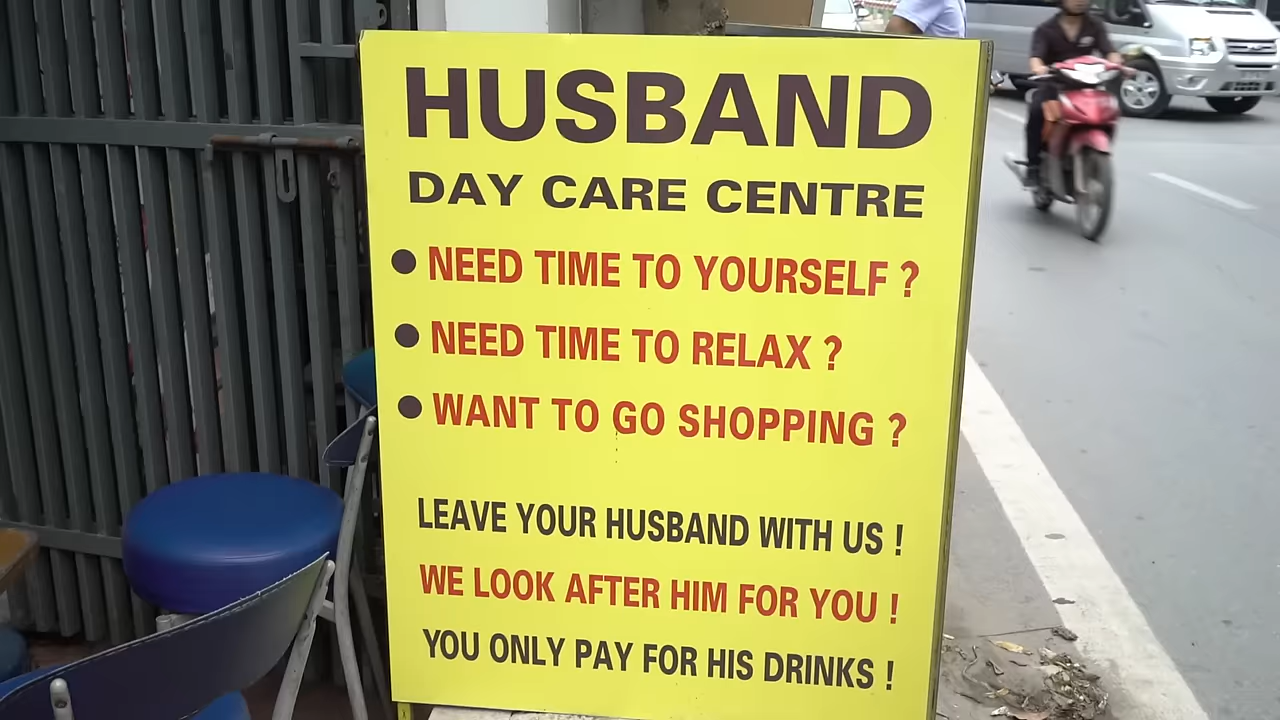 HUSBAND
DAY CARE CENTRE
● NEED TIME TO YOURSELF ?
● NEED TIME TO RELAX ?
● WANT TO GO SHOPPING ?
LEAVE YOUR HUSBAND WITH US !
WE LOOK AFTER HIM FOR YOU !
YOU ONLY PAY FOR HIS DRINKS !